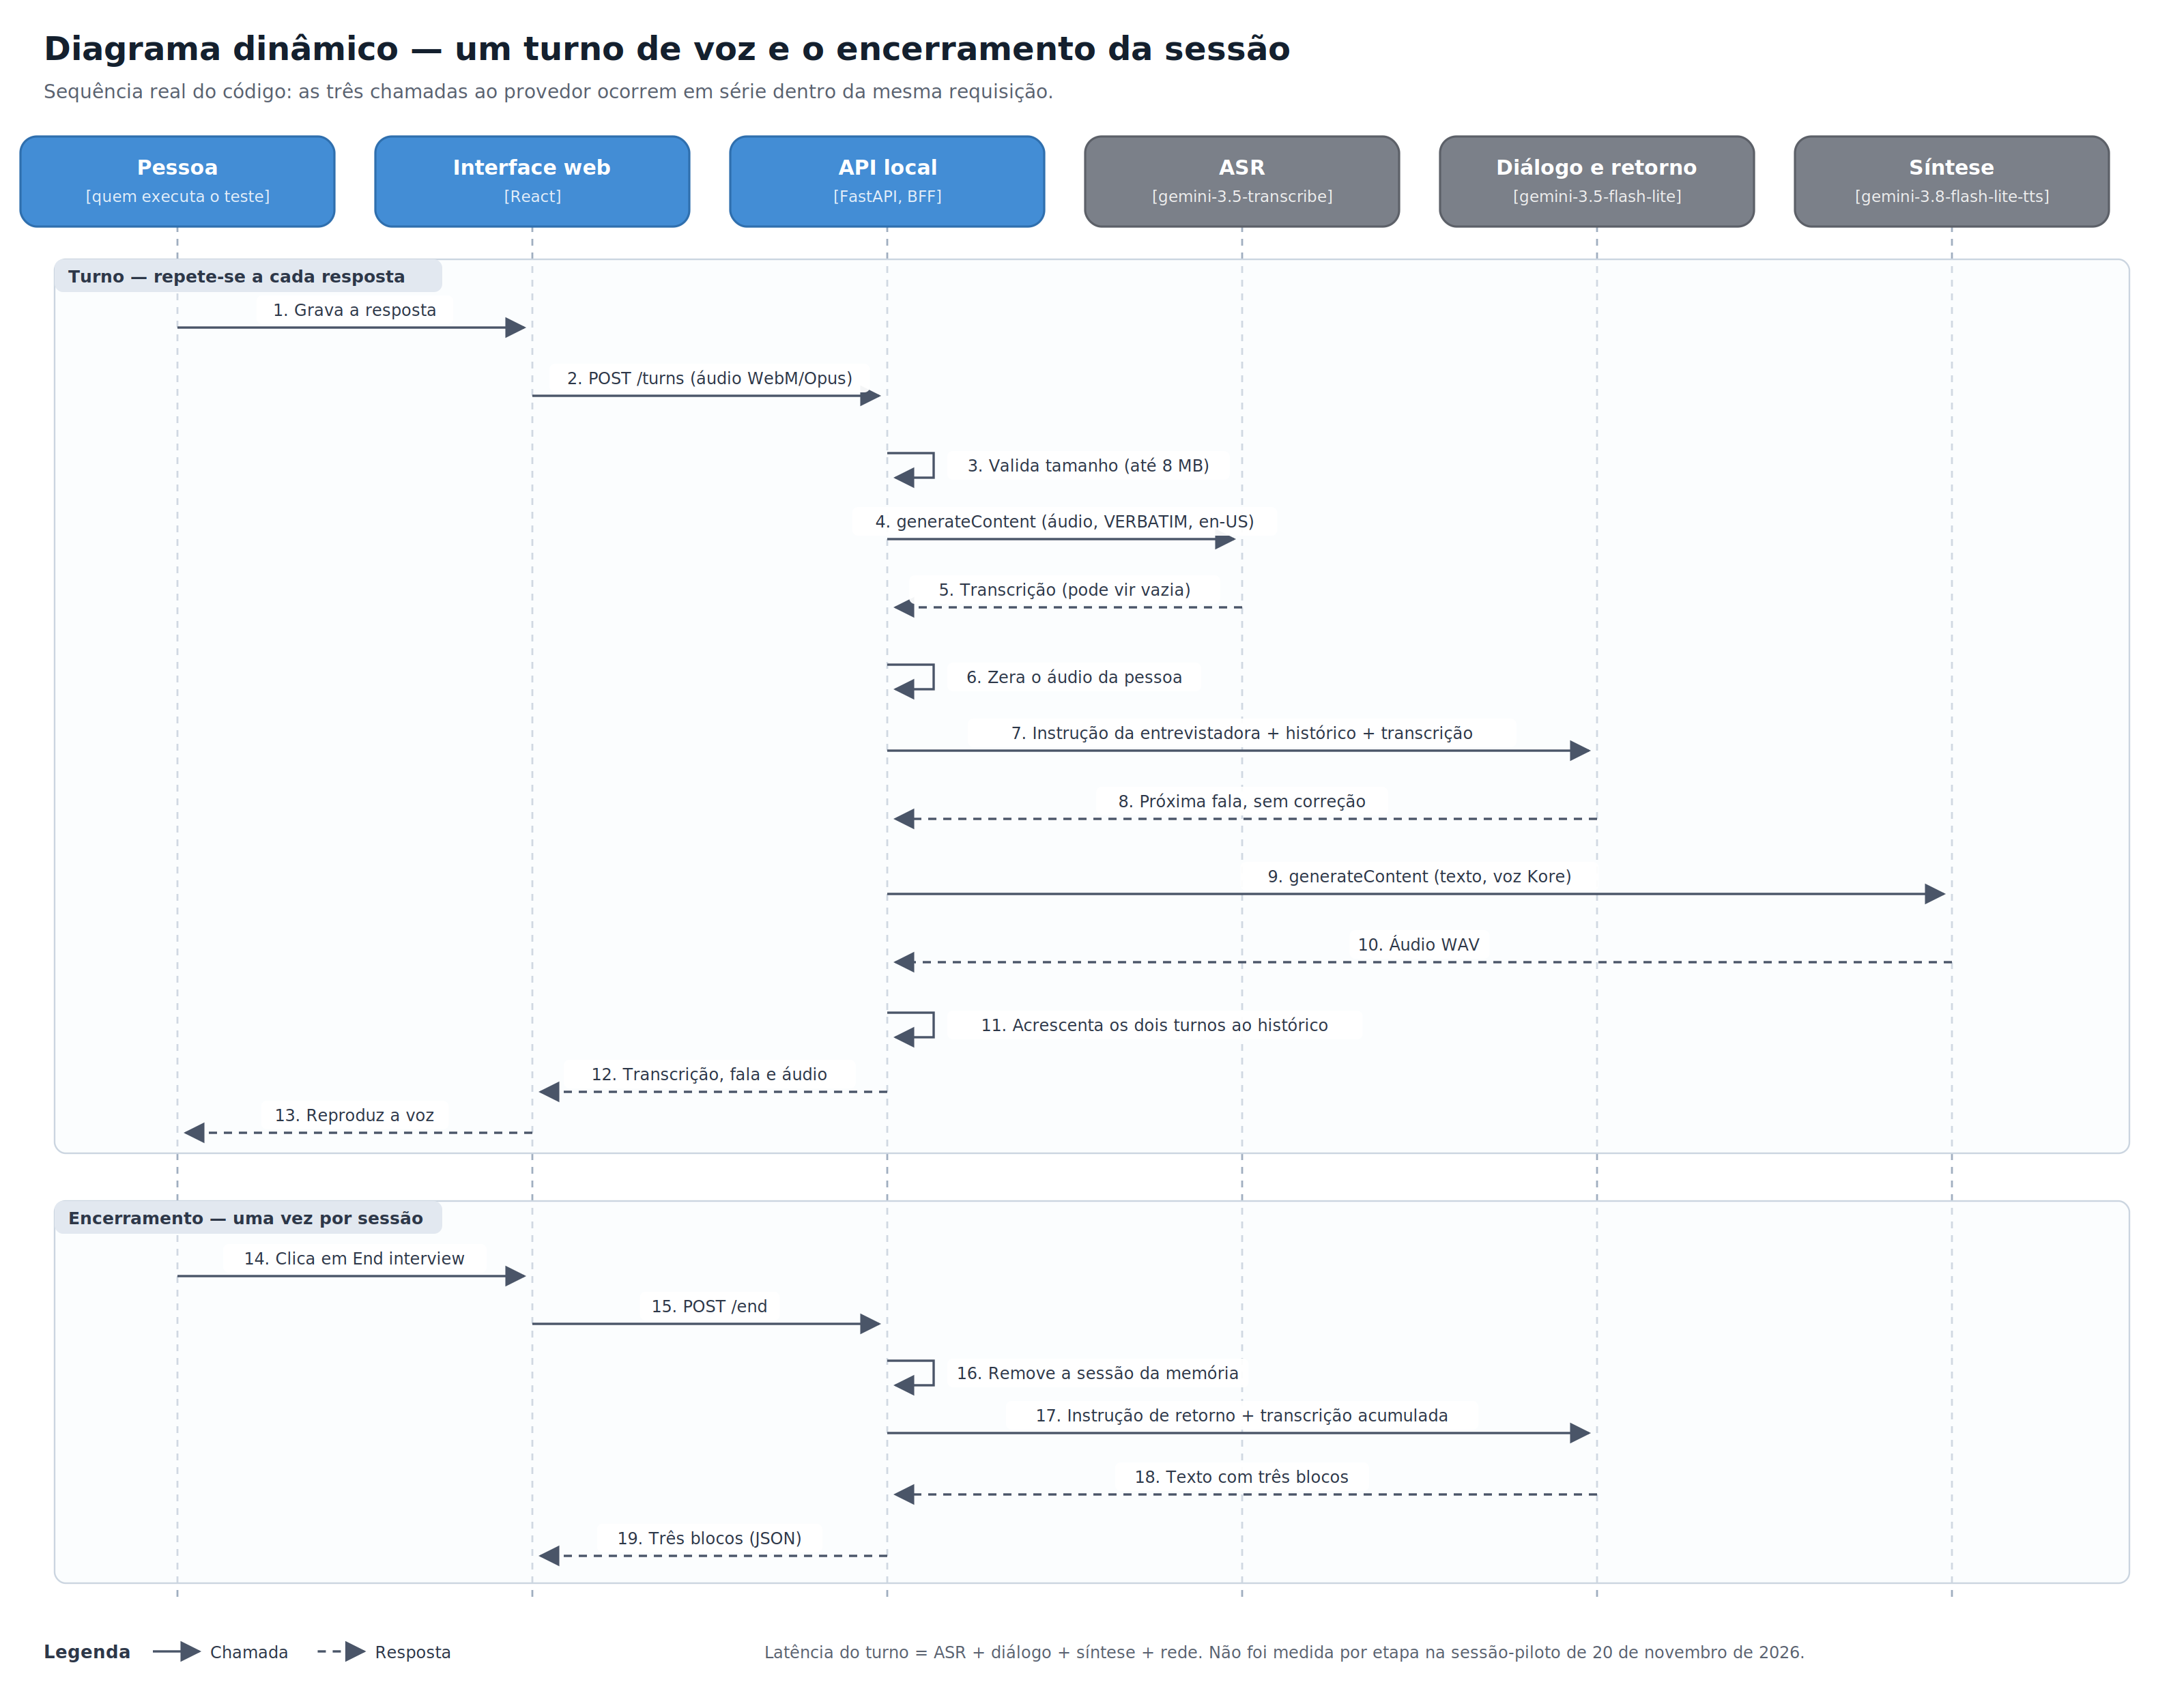 Diagrama dinâmico — um turno de voz e o encerramento da sessão
Sequência real do código: as três chamadas ao provedor ocorrem em série dentro da mesma requisição.
Pessoa
[quem executa o teste]
Interface web
[React]
API local
[FastAPI, BFF]
ASR
[gemini-3.5-transcribe]
Diálogo e retorno
[gemini-3.5-flash-lite]
Síntese
[gemini-3.8-flash-lite-tts]
Turno — repete-se a cada resposta
1. Grava a resposta
2. POST /turns (áudio WebM/Opus)
3. Valida tamanho (até 8 MB)
4. generateContent (áudio, VERBATIM, en-US)
5. Transcrição (pode vir vazia)
6. Zera o áudio da pessoa
7. Instrução da entrevistadora + histórico + transcrição
8. Próxima fala, sem correção
9. generateContent (texto, voz Kore)
10. Áudio WAV
11. Acrescenta os dois turnos ao histórico
12. Transcrição, fala e áudio
13. Reproduz a voz
Encerramento — uma vez por sessão
14. Clica em End interview
15. POST /end
16. Remove a sessão da memória
17. Instrução de retorno + transcrição acumulada
18. Texto com três blocos
19. Três blocos (JSON)
Legenda
Chamada
Resposta
Latência do turno = ASR + diálogo + síntese + rede. Não foi medida por etapa na sessão-piloto de 20 de novembro de 2026.